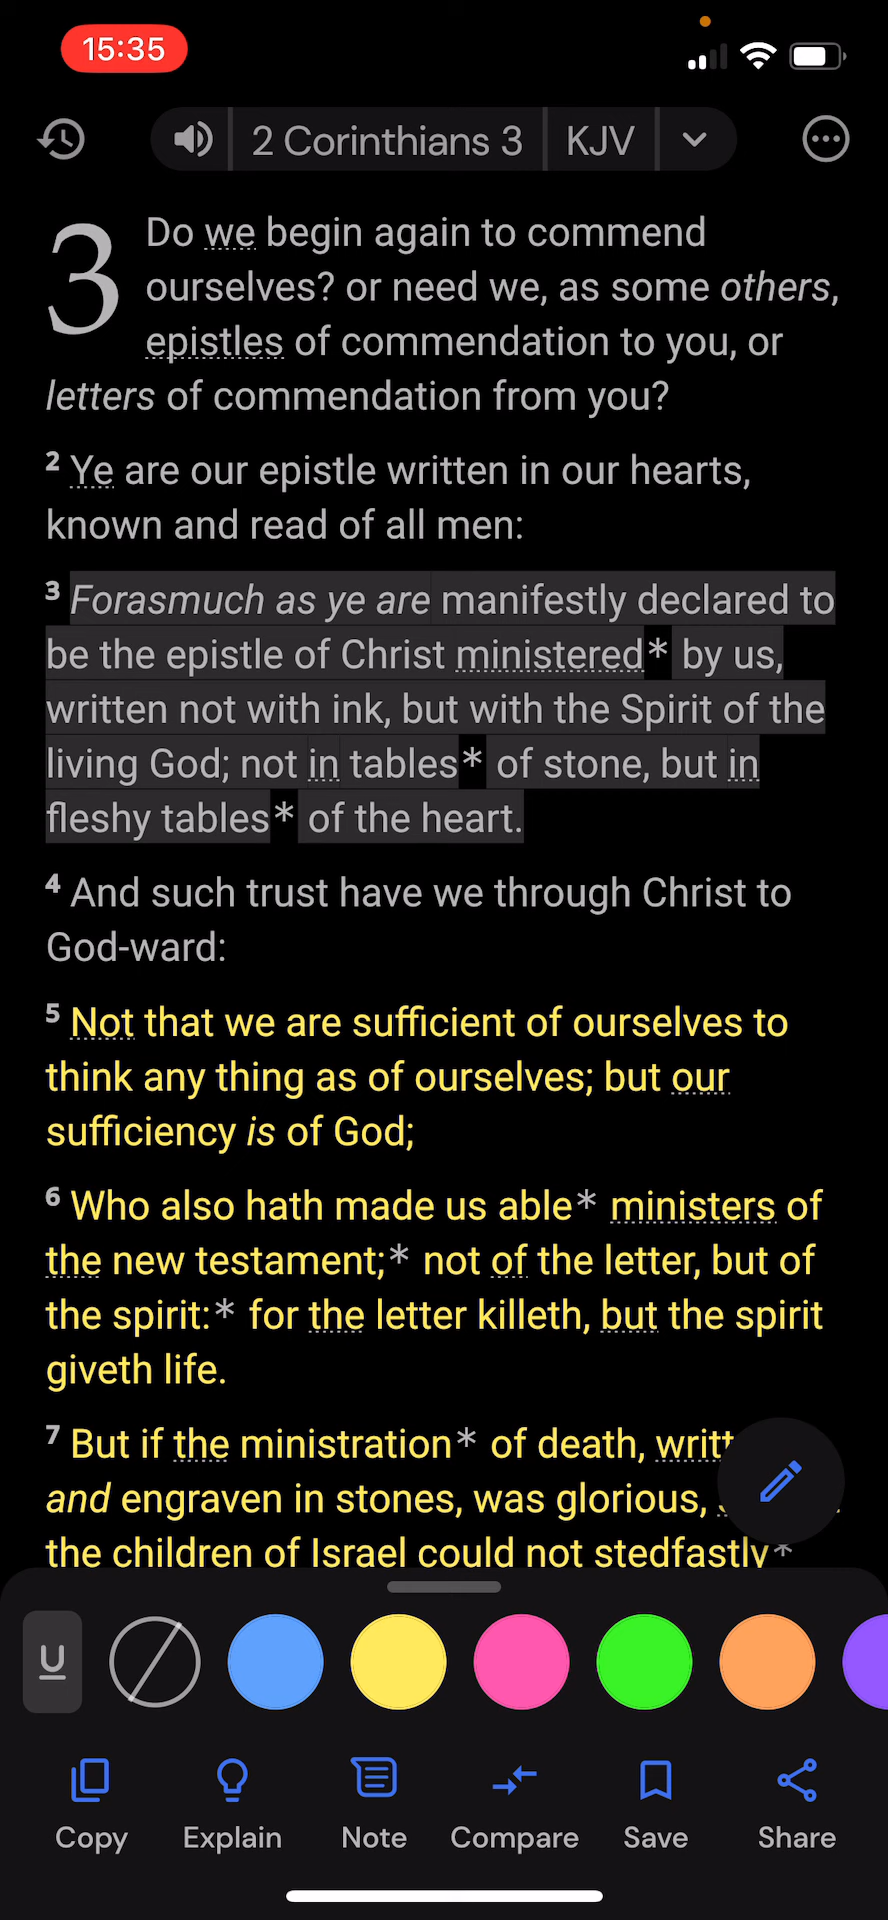 15:35
2 Corinthians 3 KJV
3 Do we begin again to commend
ourselves? or need we, as some others,
epistles of commendation to you, or
letters of commendation from you?
2 Ye are our epistle written in our hearts,
known and read of all men:
3 Forasmuch as ye are manifestly declared to
be the epistle of Christ ministered* by us,
written not with ink, but with the Spirit of the
living God; not in tables* of stone, but in
fleshy tables* of the heart.
4 And such trust have we through Christ to
God-ward:
5 Not that we are sufficient of ourselves to
think any thing as of ourselves; but our
sufficiency is of God;
6 Who also hath made us able* ministers of
the new testament;* not of the letter, but of
the spirit:* for the letter killeth, but the spirit
giveth life.
7 But if the ministration* of death,
and engraven in stones, was glorious,
the children of Israel could not stedfastly*
U
Copy Explain Note Compare Save Share